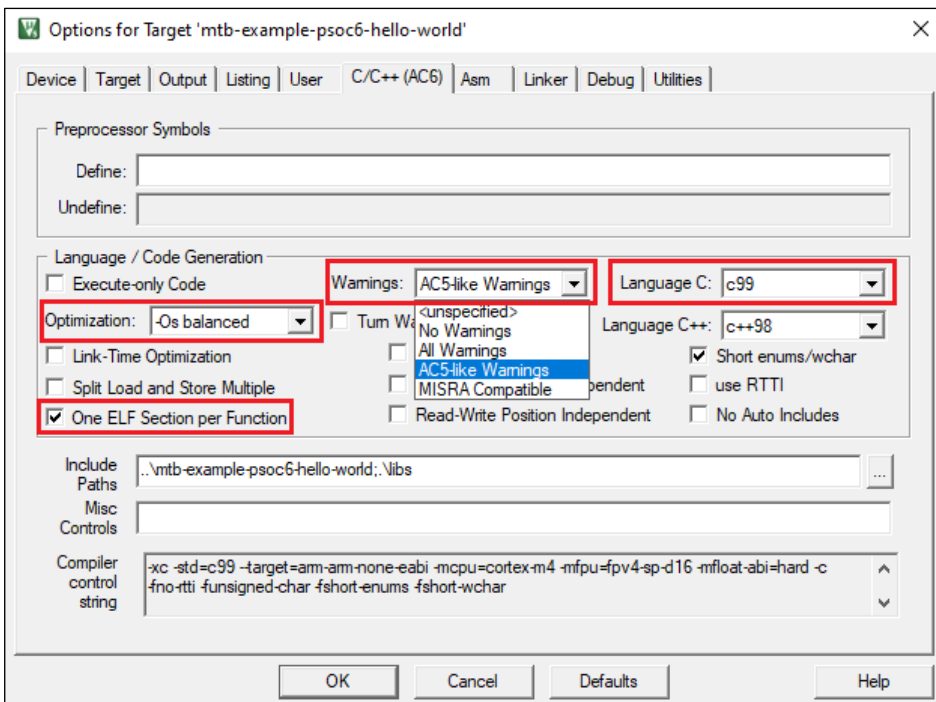 Options for Target 'mtb-example-psoc6-hello-world'
Device Target Output Listing User C/C++ (AC6) Asm Linker Debug Utilities
Preprocessor Symbols
Define:
Undefine:
Language / Code Generation
Execute-only Code Warnings: AC5-like Warnings Language C: c99
<unspecified>
No Warnings
All Warnings
AC5-like Warnings
MISRA Compatible
Optimization: -Os balanced Turn Language C++: c++98
Link-Time Optimization Short enums/wchar
Split Load and Store Multiple use RTTI
One ELF Section per Function Read-Write Position Independent No Auto Includes
Include Paths ..\mtb-example-psoc6-hello-world;.\libs ...
Misc Controls
Compiler control string
-xc -std=c99 --target=arm-arm-none-eabi -mcpu=cortex-m4 -mfpu=fpv4-sp-d16 -mfloat-abi=hard -c
-fno-rtti -funsigned-char -fshort-enums -fshort-wchar
OK Cancel Defaults Help